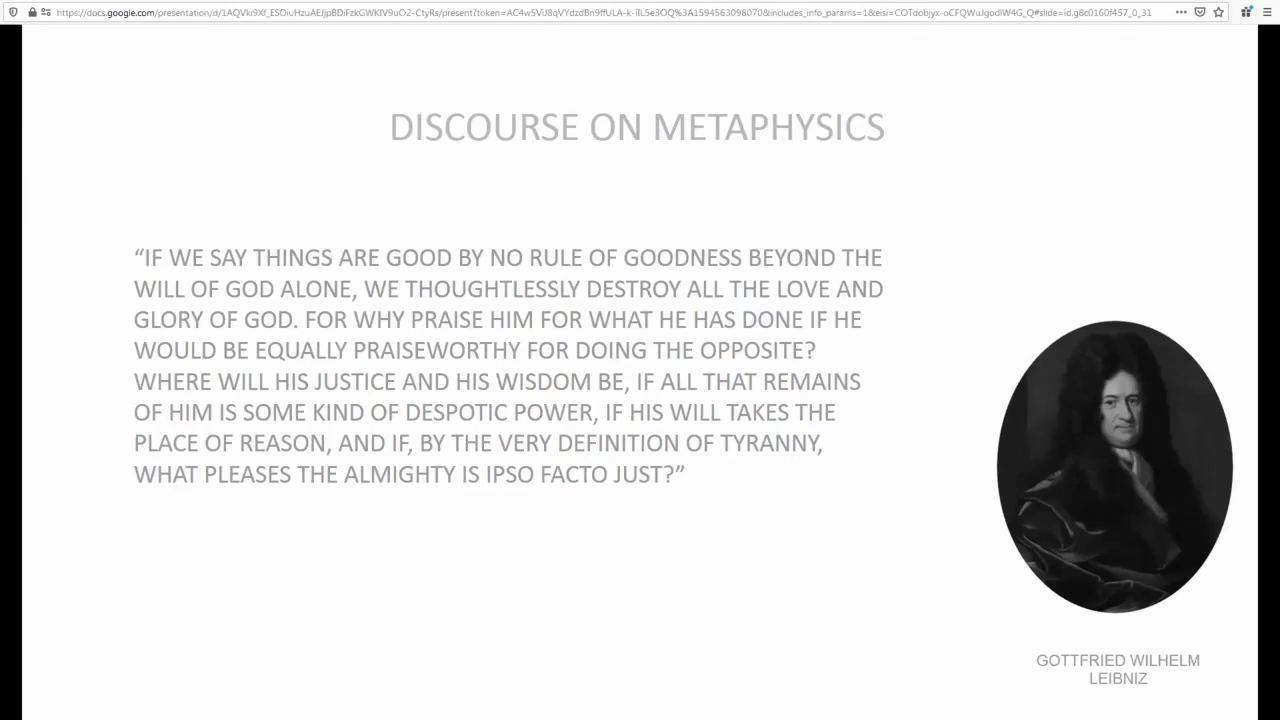 DISCOURSE ON METAPHYSICS
“IF WE SAY THINGS ARE GOOD BY NO RULE OF GOODNESS BEYOND THE
WILL OF GOD ALONE, WE THOUGHTLESSLY DESTROY ALL THE LOVE AND
GLORY OF GOD. FOR WHY PRAISE HIM FOR WHAT HE HAS DONE IF HE
WOULD BE EQUALLY PRAISEWORTHY FOR DOING THE OPPOSITE?
WHERE WILL HIS JUSTICE AND HIS WISDOM BE, IF ALL THAT REMAINS
OF HIM IS SOME KIND OF DESPOTIC POWER, IF HIS WILL TAKES THE
PLACE OF REASON, AND IF, BY THE VERY DEFINITION OF TYRANNY,
WHAT PLEASES THE ALMIGHTY IS IPSO FACTO JUST?”
GOTTFRIED WILHELM
LEIBNIZ